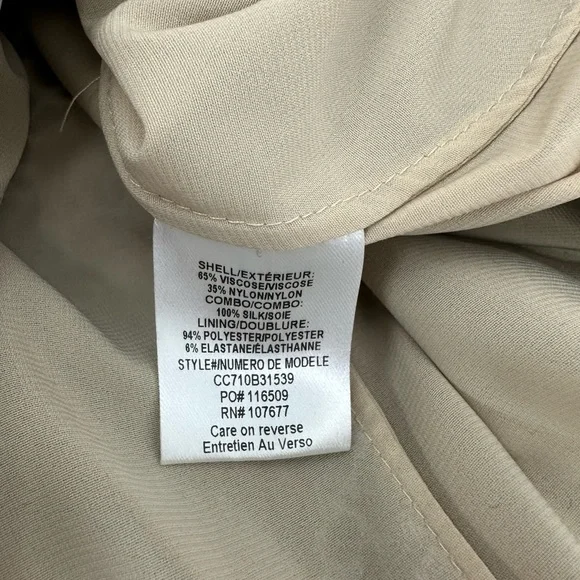 SHELL/EXTÉRIEUR:
65% VISCOSE/VISCOSE
35% NYLON/NYLON
COMBO/COMBO:
100% SILK/SOIE
LINING/DOUBLURE:
94% POLYESTER/POLYESTER
6% ELASTANE/ÉLASTHANNE
STYLE#/NUMERO DE MODELE
CC710B31539
PO# 116509
RN# 107677
Care on reverse
Entretien Au Verso